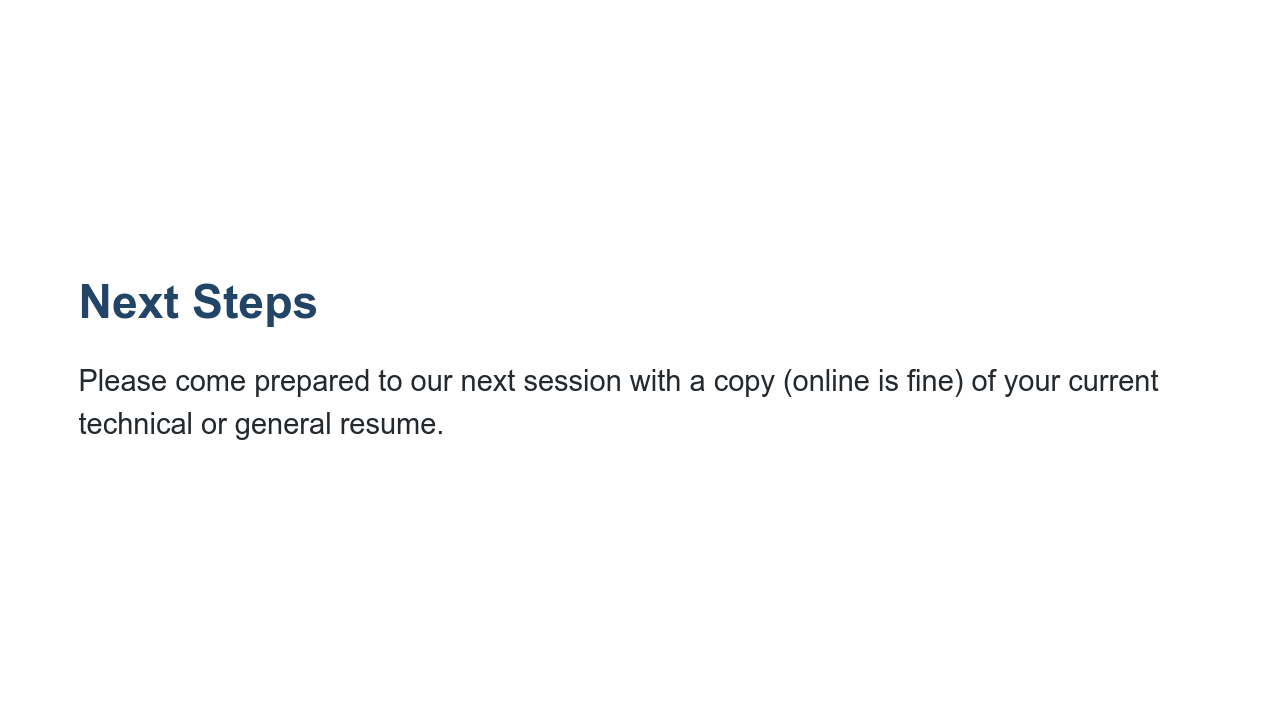 Next Steps
Please come prepared to our next session with a copy (online is fine) of your current
technical or general resume.